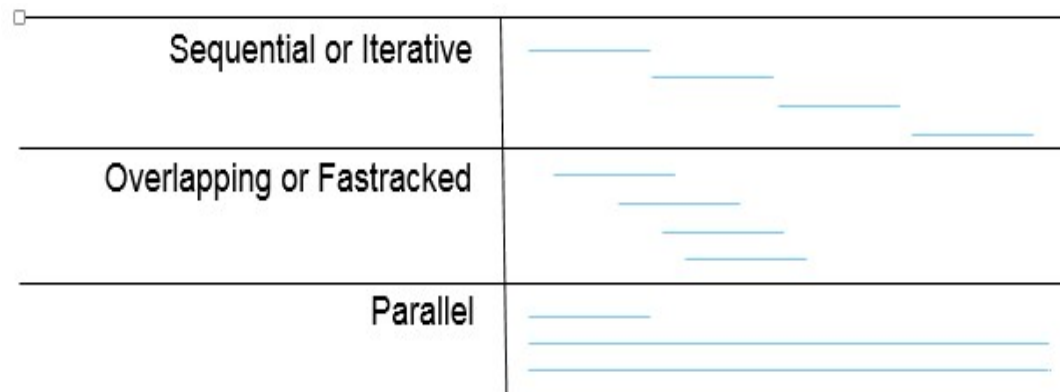 Sequential or Iterative
Overlapping or Fastracked
Parallel